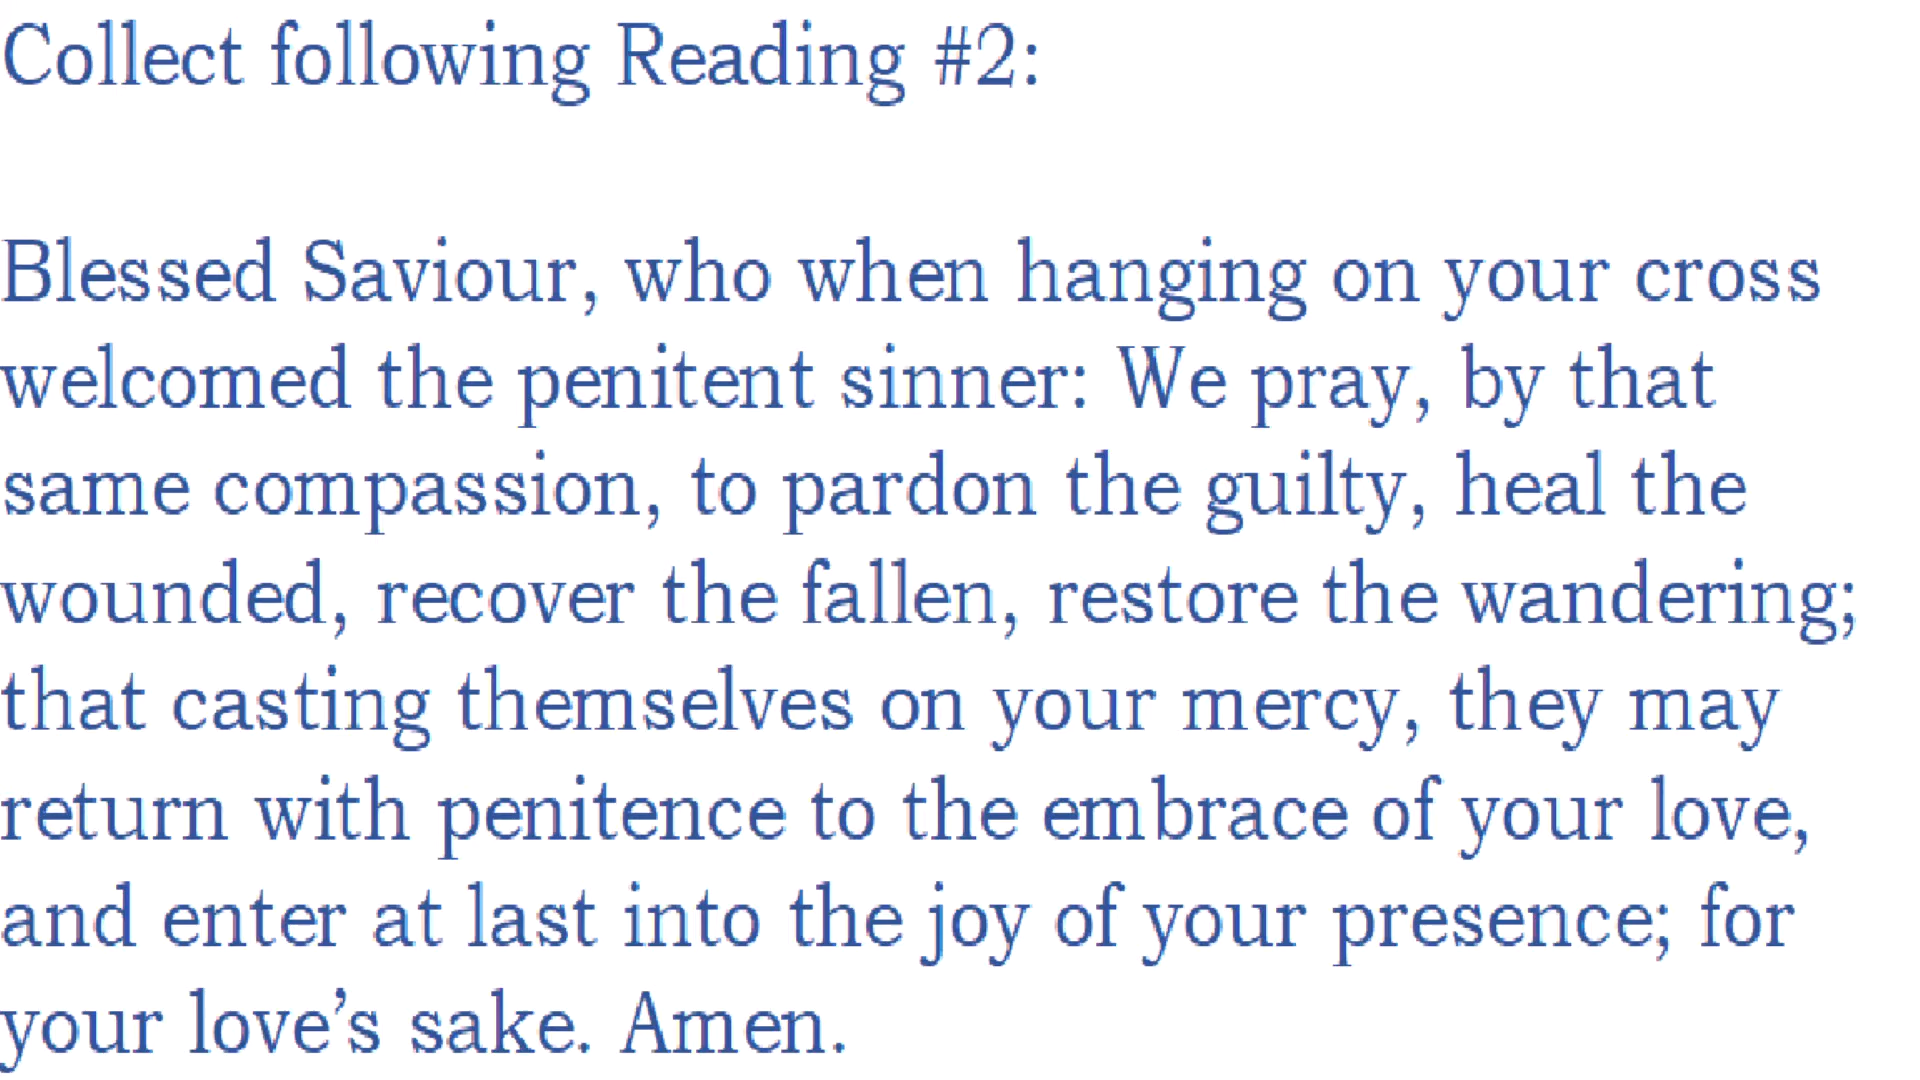 Collect following Reading #2:
Blessed Saviour, who when hanging on your cross
welcomed the penitent sinner: We pray, by that
same compassion, to pardon the guilty, heal the
wounded, recover the fallen, restore the wandering;
that casting themselves on your mercy, they may
return with penitence to the embrace of your love,
and enter at last into the joy of your presence; for
your love’s sake. Amen.